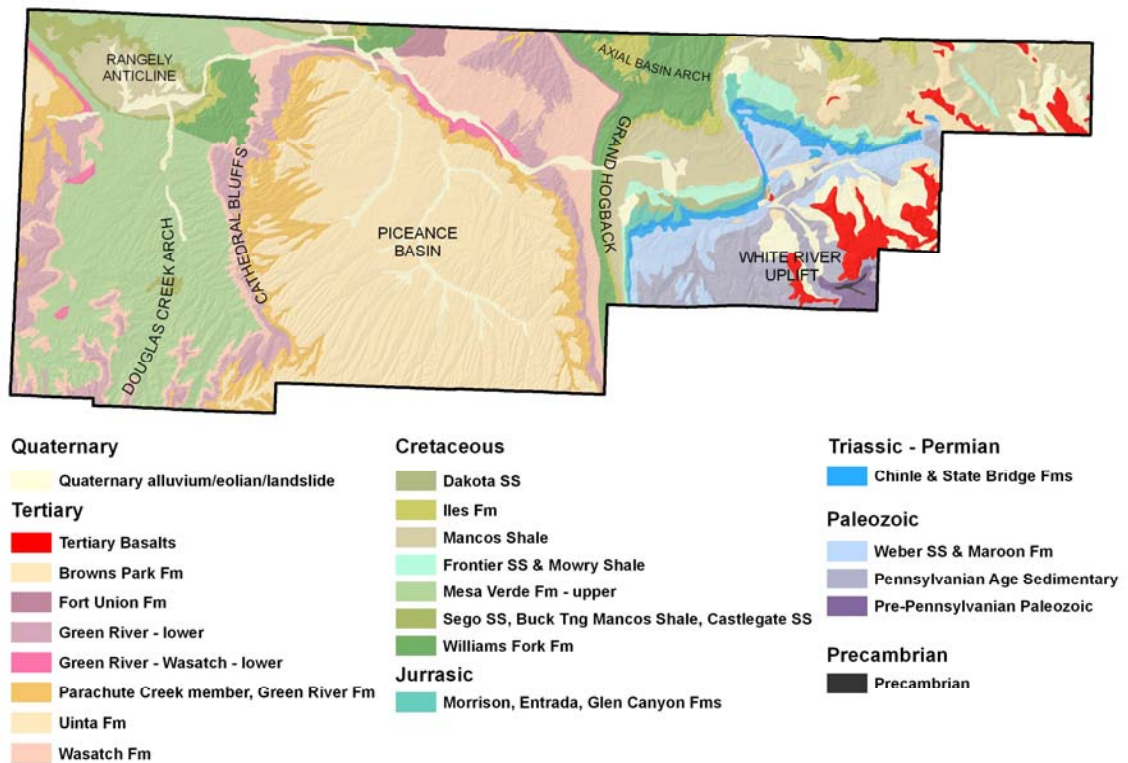 RANGELY
ANTICLINE
AXIAL BASIN ARCH
GRAND HOGBACK
CATHEDRAL BLUFFS
DOUGLAS CREEK ARCH
PICEANCE
BASIN
WHITE RIVER
UPLIFT
Quaternary
Quaternary alluvium/eolian/landslide
Tertiary
Tertiary Basalts
Browns Park Fm
Fort Union Fm
Green River - lower
Green River - Wasatch - lower
Parachute Creek member, Green River Fm
Uinta Fm
Wasatch Fm
Cretaceous
Dakota SS
Iles Fm
Mancos Shale
Frontier SS & Mowry Shale
Mesa Verde Fm - upper
Sego SS, Buck Tng Mancos Shale, Castlegate SS
Williams Fork Fm
Jurrasic
Morrison, Entrada, Glen Canyon Fms
Triassic - Permian
Chinle & State Bridge Fms
Paleozoic
Weber SS & Maroon Fm
Pennsylvanian Age Sedimentary
Pre-Pennsylvanian Paleozoic
Precambrian
Precambrian